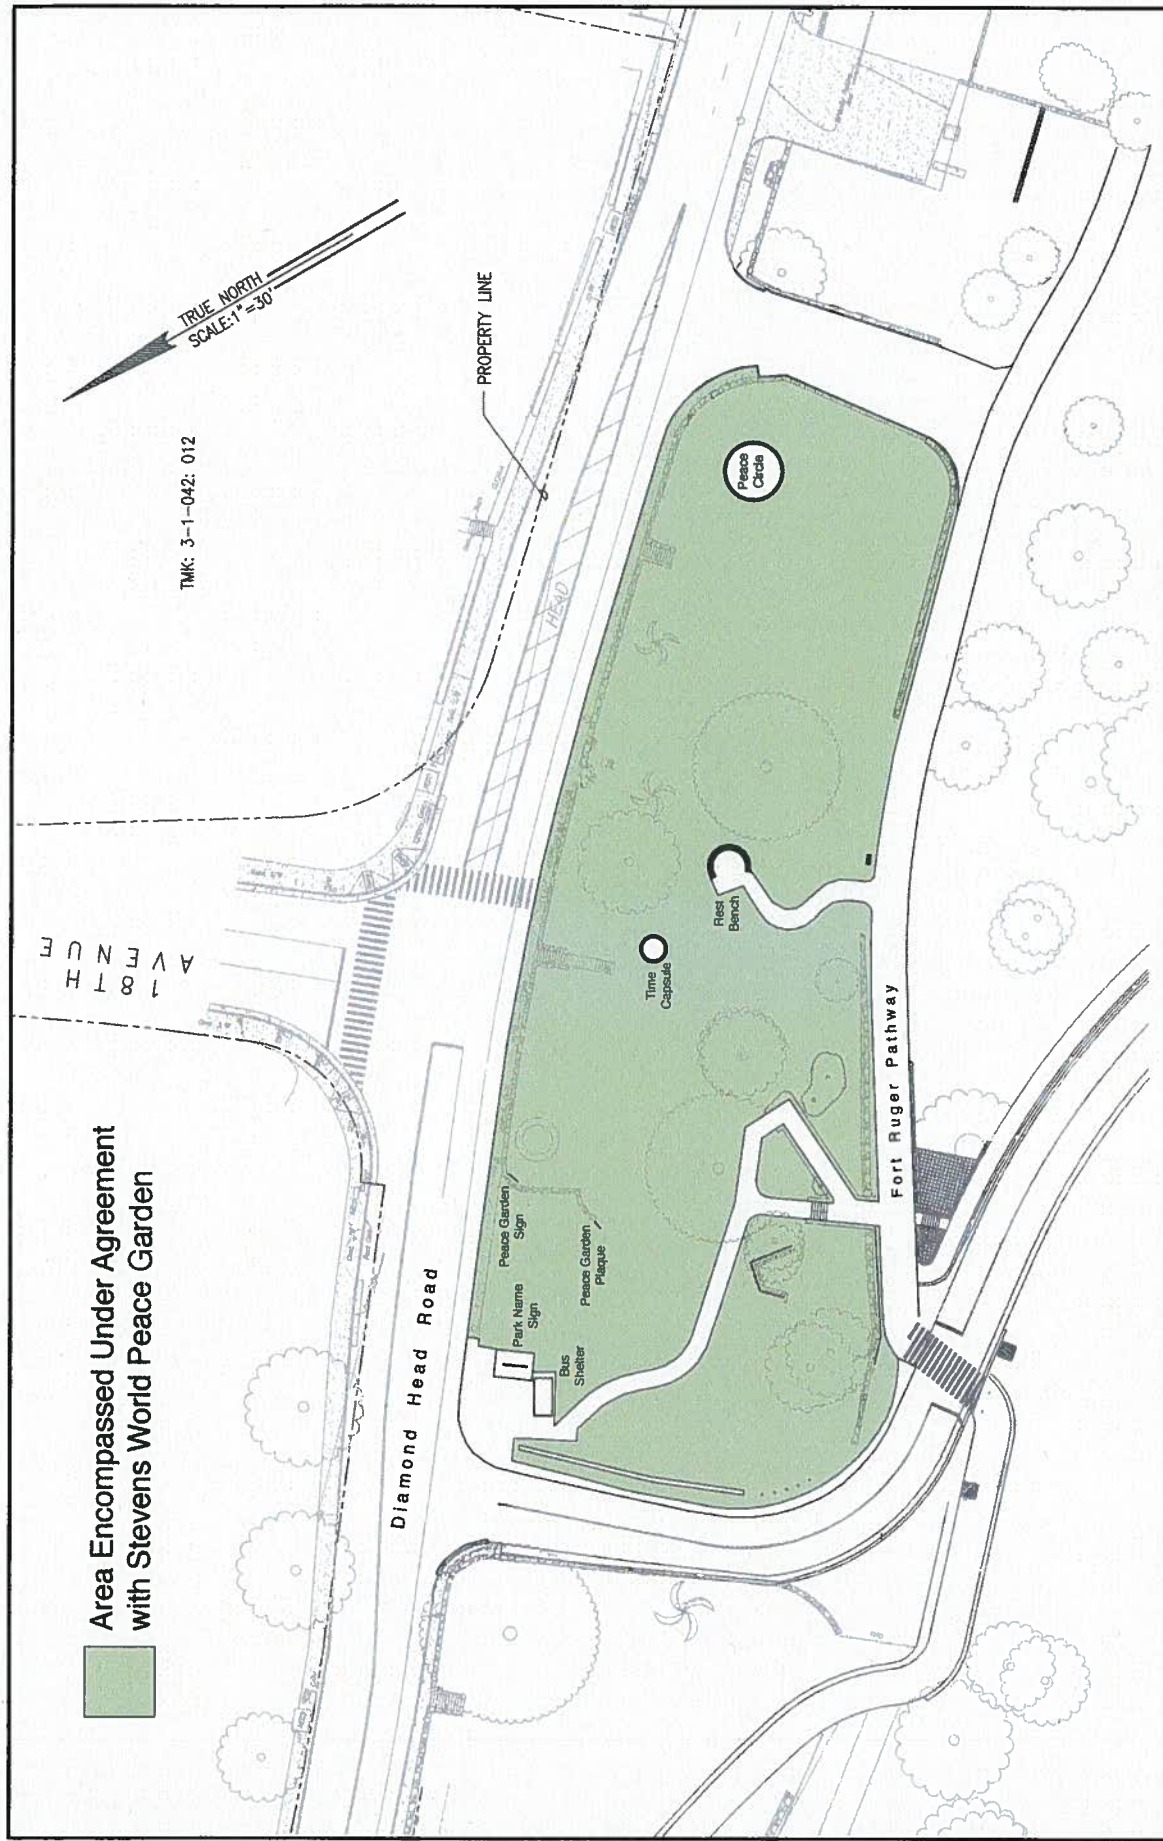 Area Encompassed Under Agreement
with Stevens World Peace Garden
18TH
AVENUE
TMK: 3-1-042: 012
TRUE NORTH
SCALE:1"=30'
PROPERTY LINE
HEAD
Diamond Head Road
Park Name
Sign
Peace Garden
Sign
Bus
Shelter
Peace Garden
Plaque
Time
Capsule
Rest
Bench
Peace
Circle
Fort Ruger Pathway